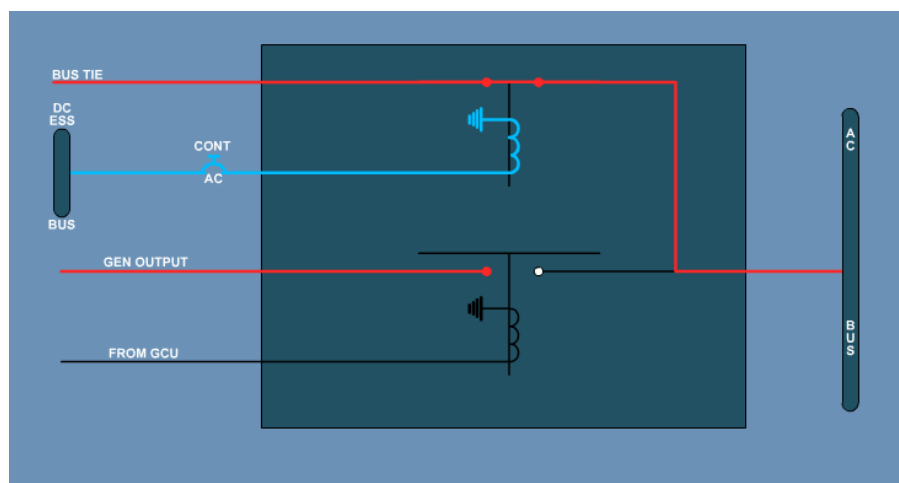 BUS TIE
DC
ESS
CONT
AC
BUS
GEN OUTPUT
FROM GCU
AC
BUS